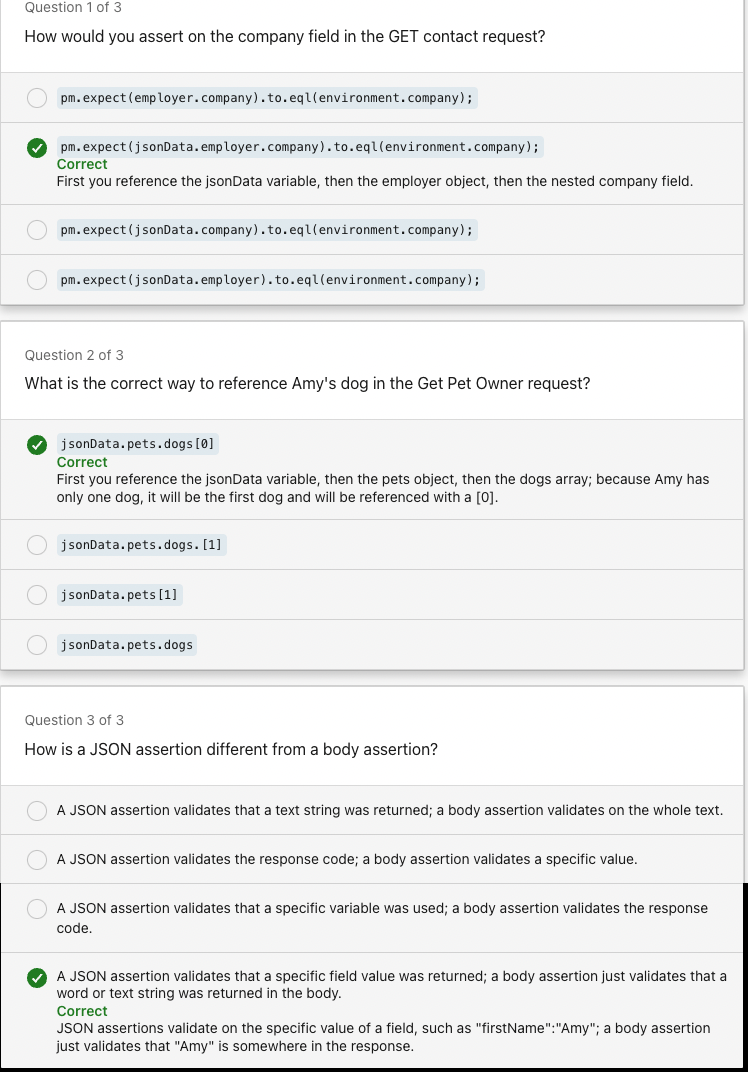 Question 1 of 3
How would you assert on the company field in the GET contact request?
pm.expect(employer.company).to.eql(environment.company);
pm.expect(jsonData.employer.company).to.eql(environment.company);
Correct
First you reference the jsonData variable, then the employer object, then the nested company field.
pm.expect(jsonData.company).to.eql(environment.company);
pm.expect(jsonData.employer).to.eql(environment.company);
Question 2 of 3
What is the correct way to reference Amy's dog in the Get Pet Owner request?
jsonData.pets.dogs[0]
Correct
First you reference the jsonData variable, then the pets object, then the dogs array; because Amy has
only one dog, it will be the first dog and will be referenced with a [0].
jsonData.pets.dogs.[1]
jsonData.pets[1]
jsonData.pets.dogs
Question 3 of 3
How is a JSON assertion different from a body assertion?
A JSON assertion validates that a text string was returned; a body assertion validates on the whole text.
A JSON assertion validates the response code; a body assertion validates a specific value.
A JSON assertion validates that a specific variable was used; a body assertion validates the response
code.
A JSON assertion validates that a specific field value was returned; a body assertion just validates that a
word or text string was returned in the body.
Correct
JSON assertions validate on the specific value of a field, such as "firstName":"Amy"; a body assertion
just validates that "Amy" is somewhere in the response.